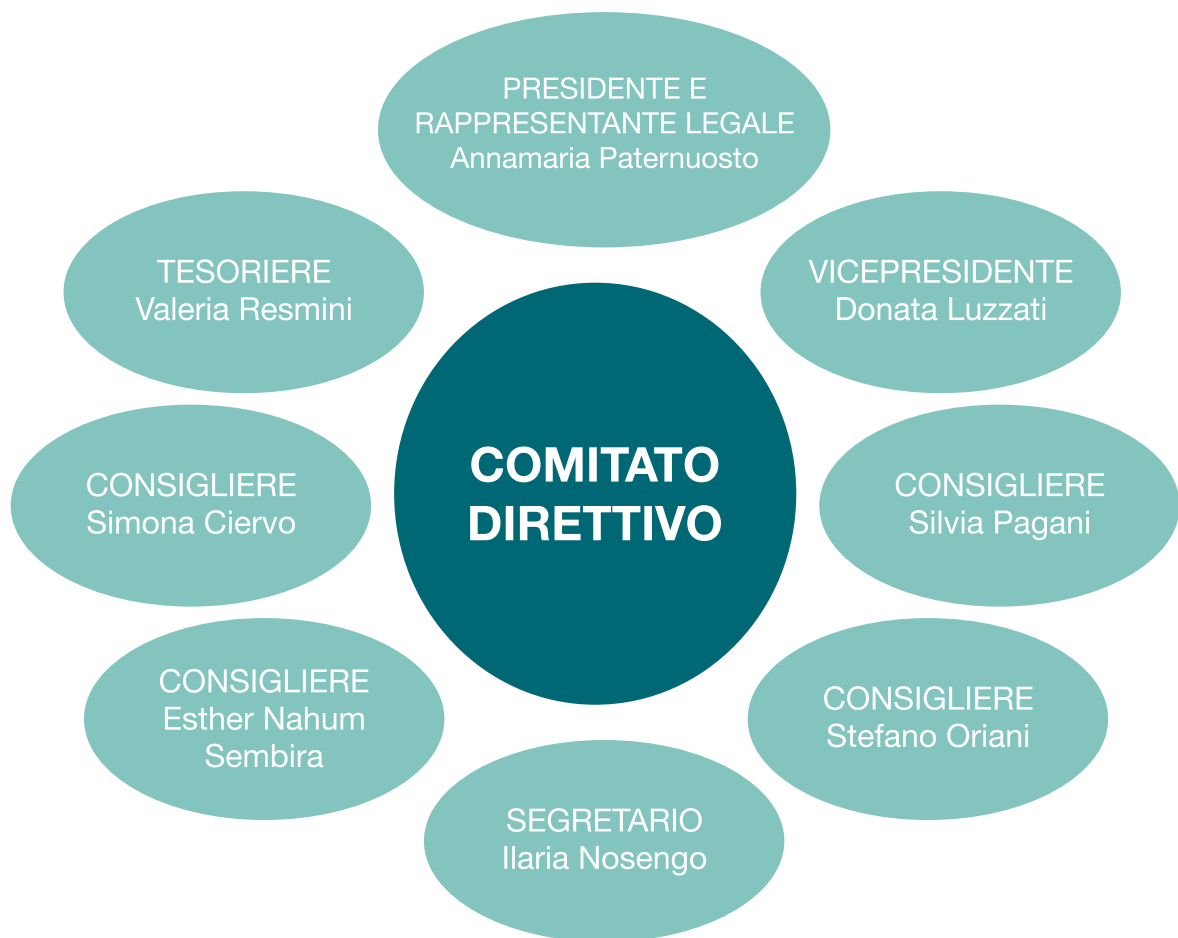 PRESIDENTE E
RAPPRESENTANTE LEGALE
Annamaria Paternuosto
TESORIERE
Valeria Resmini
VICEPRESIDENTE
Donata Luzzati
COMITATO
DIRETTIVO
CONSIGLIERE
Simona Ciervo
CONSIGLIERE
Silvia Pagani
CONSIGLIERE
Esther Nahum
Sembira
CONSIGLIERE
Stefano Oriani
SEGRETARIO
Ilaria Nosengo